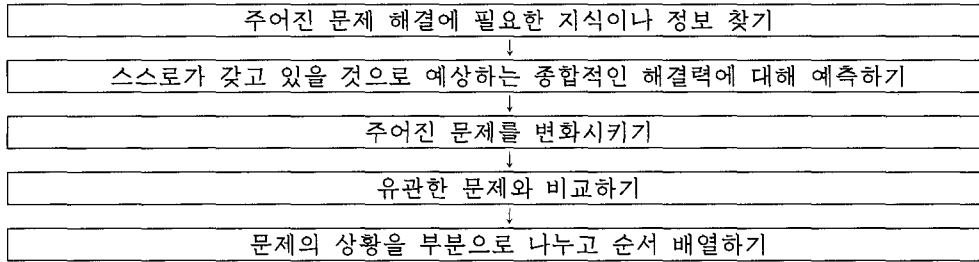 주어진 문제 해결에 필요한 지식이나 정보 찾기
↓
스스로가 갖고 있을 것으로 예상하는 종합적인 해결력에 대해 예측하기
↓
주어진 문제를 변화시키기
↓
유관한 문제와 비교하기
↓
문제의 상황을 부분으로 나누고 순서 배열하기